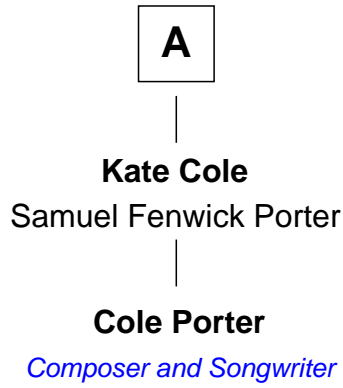 A
Kate Cole
Samuel Fenwick Porter
Cole Porter
Composer and Songwriter